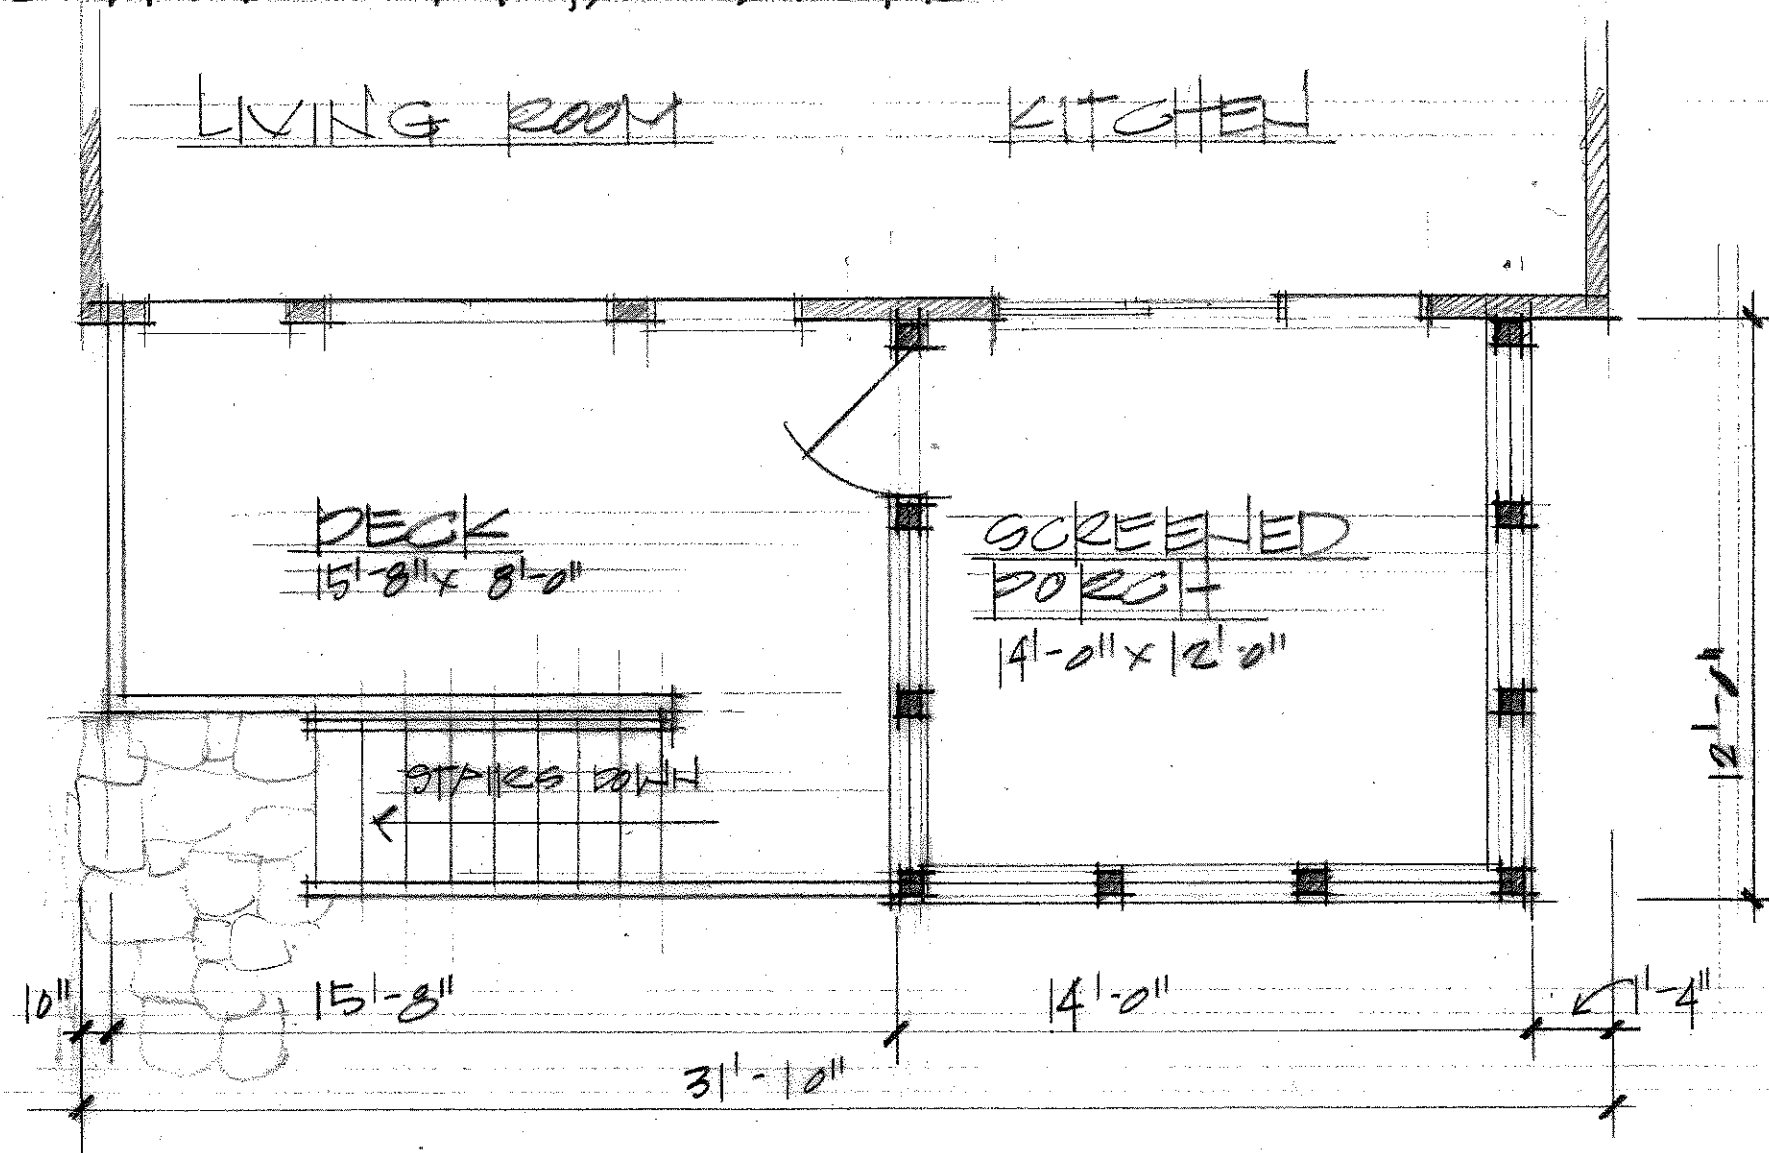 LIVING ROOM
KITCHEN
DECK
15'-8" x 8'-0"
SCREENED
PORCH
14'-0" x 12'-0"
STAIRS DOWN
12'-0"
10"
15'-8"
14'-0"
1'-4"
31'-10"